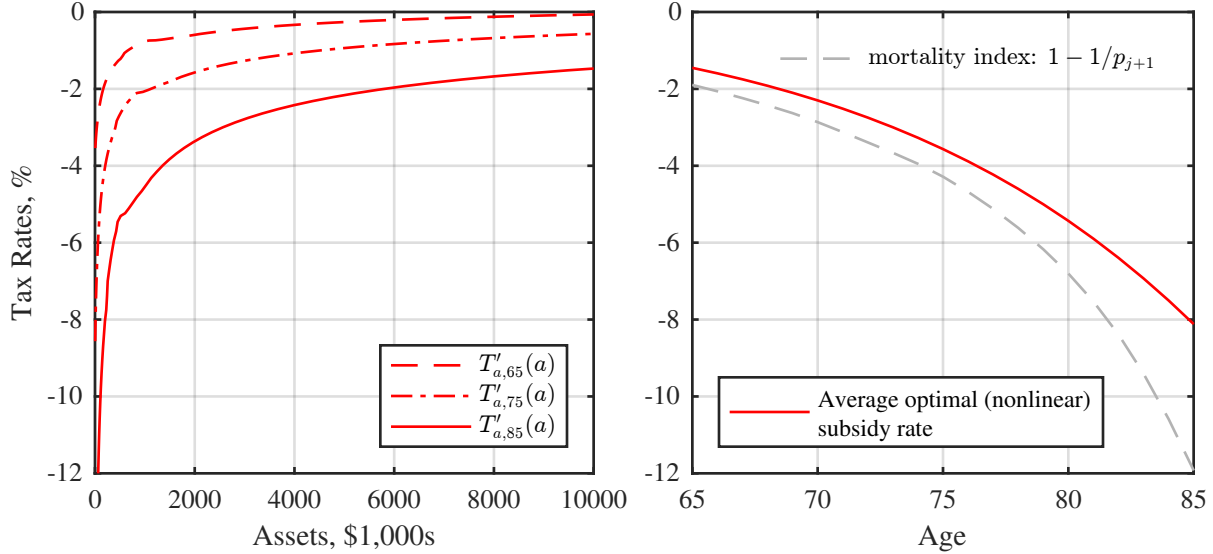 Tax Rates, %
0
-2
-4
-6
-8
-10
-12
0
2000
4000
6000
8000
10000
Assets, $1,000s
T′a,65(a)
T′a,75(a)
T′a,85(a)
0
-2
-4
-6
-8
-10
-12
65
70
75
80
85
Age
mortality index: 1 − 1/pj+1
Average optimal (nonlinear)
subsidy rate